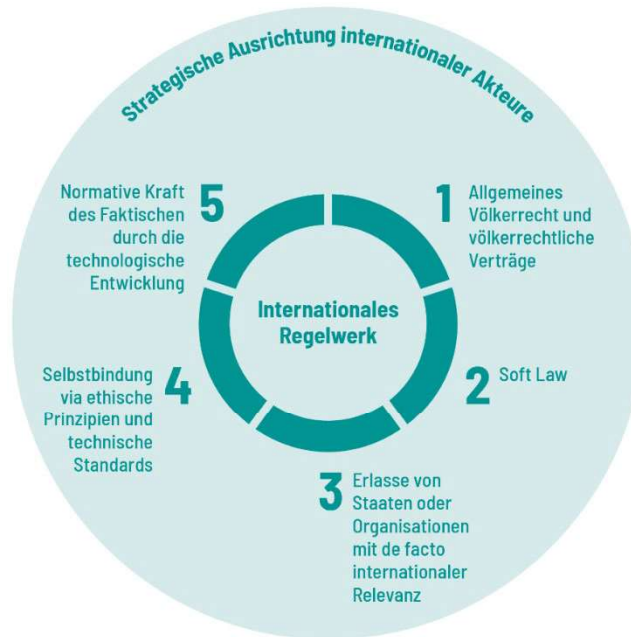 Strategische Ausrichtung internationaler Akteure
1
Allgemeines
Völkerrecht und
völkerrechtliche
Verträge
2
Soft Law
3
Erlasse von
Staaten oder
Organisationen
mit de facto
internationaler
Relevanz
4
Selbstbindung
via ethische
Prinzipien und
technische
Standards
5
Normative Kraft
des Faktischen
durch die
technologische
Entwicklung
Internationales
Regelwerk